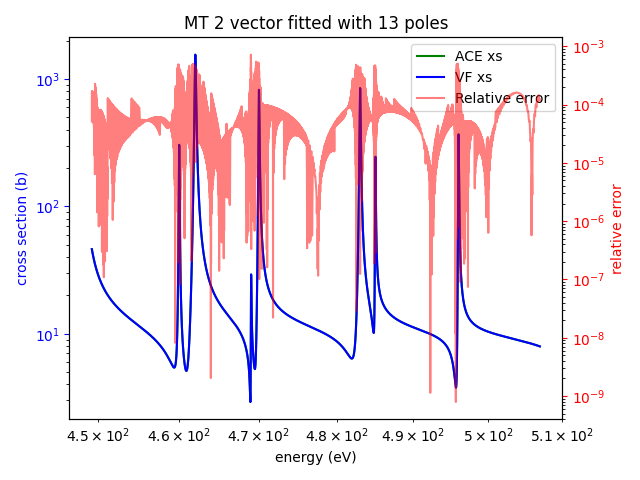 MT 2 vector fitted with 13 poles
ACE xs
VF xs
Relative error
cross section (b)
10³
10²
10¹
relative error
10⁻³
10⁻⁴
10⁻⁵
10⁻⁶
10⁻⁷
10⁻⁸
10⁻⁹
4.5 × 10² 4.6 × 10² 4.7 × 10² 4.8 × 10² 4.9 × 10² 5 × 10² 5.1 × 10²
energy (eV)